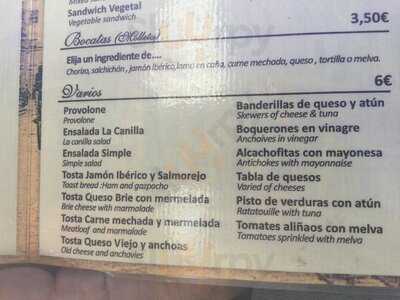 Sandwich Vegetal
Vegetable sandwich
3,50€
Bocatas (Molletes)
Elija un ingrediente de....
Chorizo, salchichón, jamón ibérico, lomo en caña, carne mechada, queso, tortilla o melva.
6€
Varios
Provolone
Provolone
Ensalada La Canilla
La canilla salad
Ensalada Simple
Simple salad
Tosta Jamón Ibérico y Salmorejo
Toast bread :Ham and gazpacho
Tosta Queso Brie con mermelada
Brie cheese with marmalade
Tosta Carne mechada y mermelada
Meatloaf and marmalade
Tosta Queso Viejo y anchoas
Old cheese and anchavies
Banderillas de queso y atún
Skewers of cheese & tuna
Boquerones en vinagre
Anchoives in vinegar
Alcachofitas con mayonesa
Antichokes with mayonnaise
Tabla de quesos
Varied of cheeses
Pisto de verduras con atún
Ratatouille with tuna
Tomates aliñaos con melva
Tomatoes sprinkled with melva